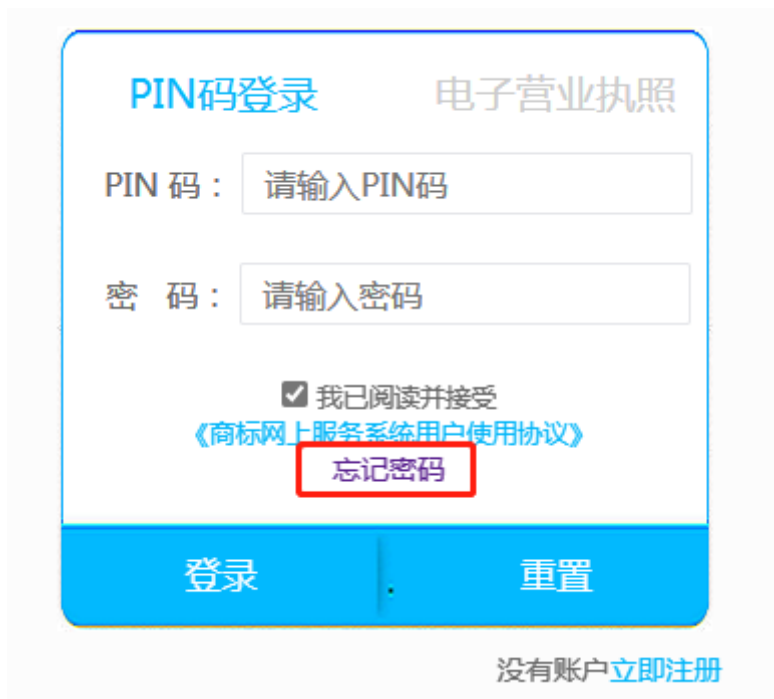 PIN码登录 电子营业执照
PIN 码： 请输入PIN码
密 码： 请输入密码
我已阅读并接受
《商标网上服务系统用户使用协议》
忘记密码
登录 重置
没有账户立即注册